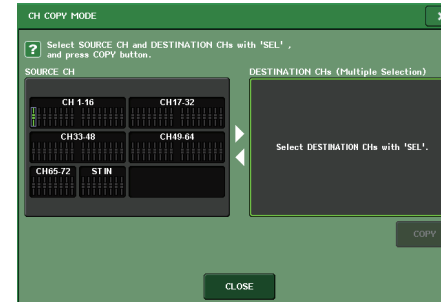 CH COPY MODE
? Select SOURCE CH and DESTINATION CHs with 'SEL' ,
and press COPY button.
SOURCE CH
DESTINATION CHs (Multiple Selection)
CH 1-16
CH17-32
CH33-48
CH49-64
CH65-72
ST IN
Select DESTINATION CHs with 'SEL'.
COPY
CLOSE